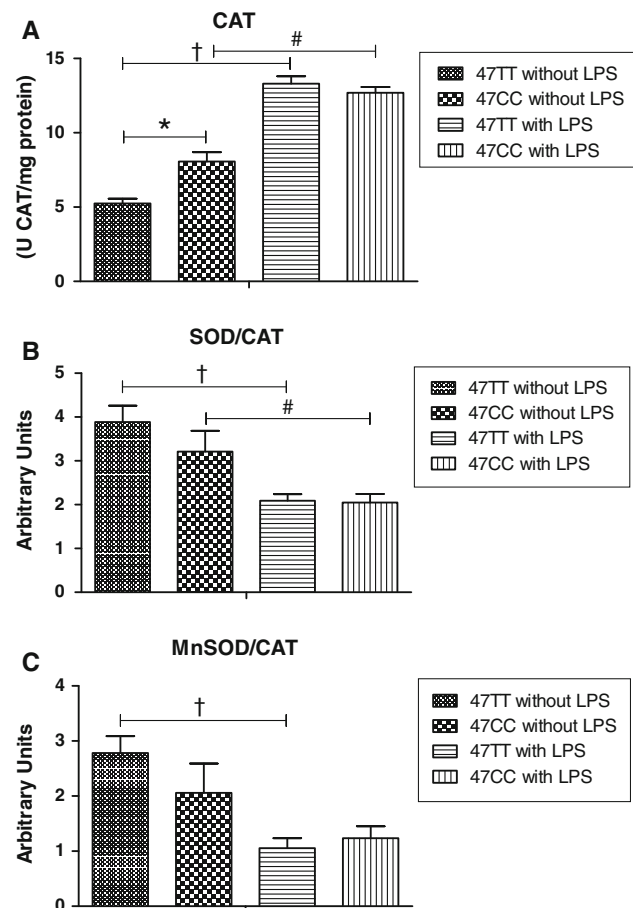 A
CAT
(U CAT/mg protein)
15
10
5
0
*
†
#
47TT without LPS
47CC without LPS
47TT with LPS
47CC with LPS
B
SOD/CAT
Arbitrary Units
5
4
3
2
1
0
†
#
47TT without LPS
47CC without LPS
47TT with LPS
47CC with LPS
C
MnSOD/CAT
Arbitrary Units
4
3
2
1
0
†
47TT without LPS
47CC without LPS
47TT with LPS
47CC with LPS